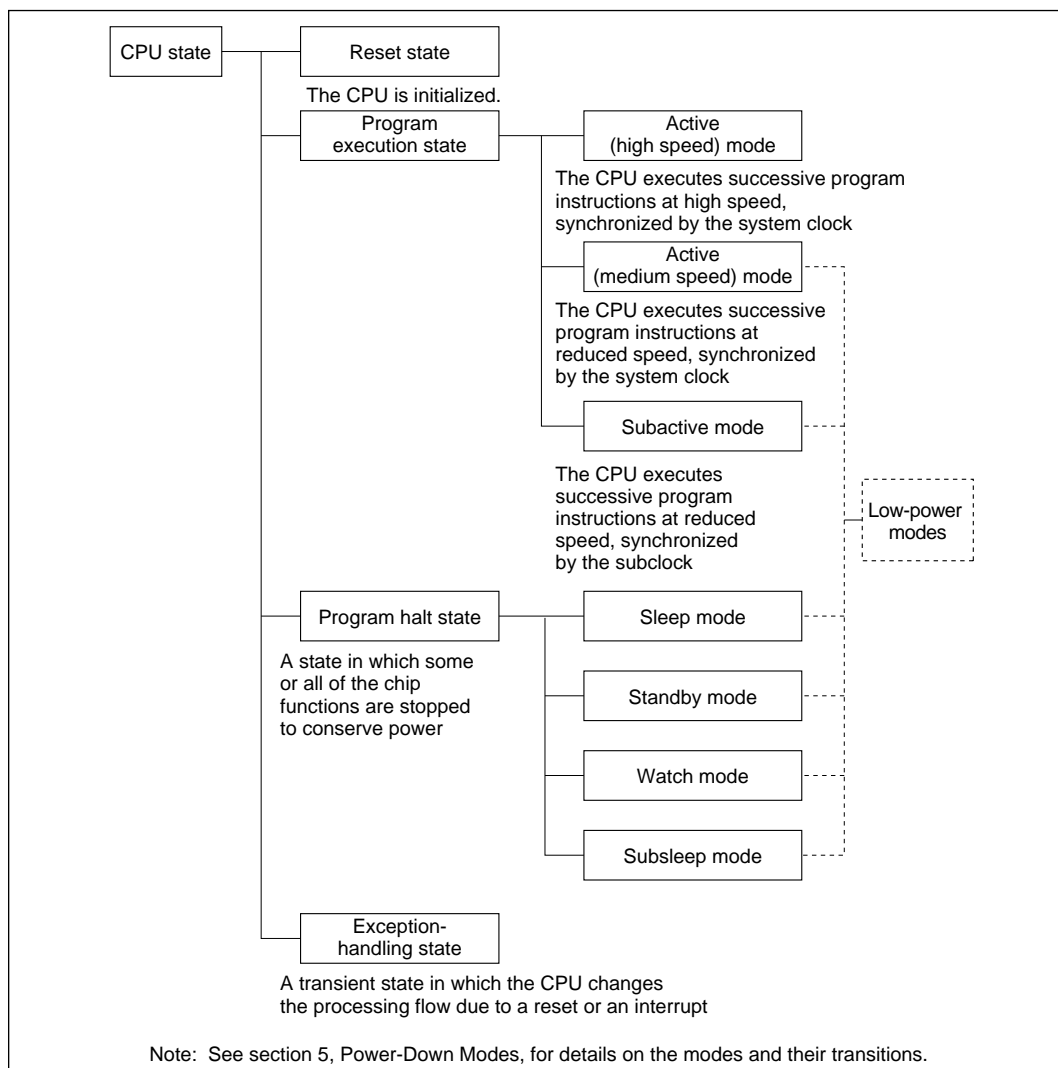 CPU state
Reset state
The CPU is initialized.
Program
execution state
Active
(high speed) mode
The CPU executes successive program
instructions at high speed,
synchronized by the system clock
Active
(medium speed) mode
The CPU executes successive
program instructions at
reduced speed, synchronized
by the system clock
Subactive mode
The CPU executes
successive program
instructions at reduced
speed, synchronized
by the subclock
Low-power
modes
Program halt state
A state in which some
or all of the chip
functions are stopped
to conserve power
Sleep mode
Standby mode
Watch mode
Subsleep mode
Exception-
handling state
A transient state in which the CPU changes
the processing flow due to a reset or an interrupt
Note: See section 5, Power-Down Modes, for details on the modes and their transitions.